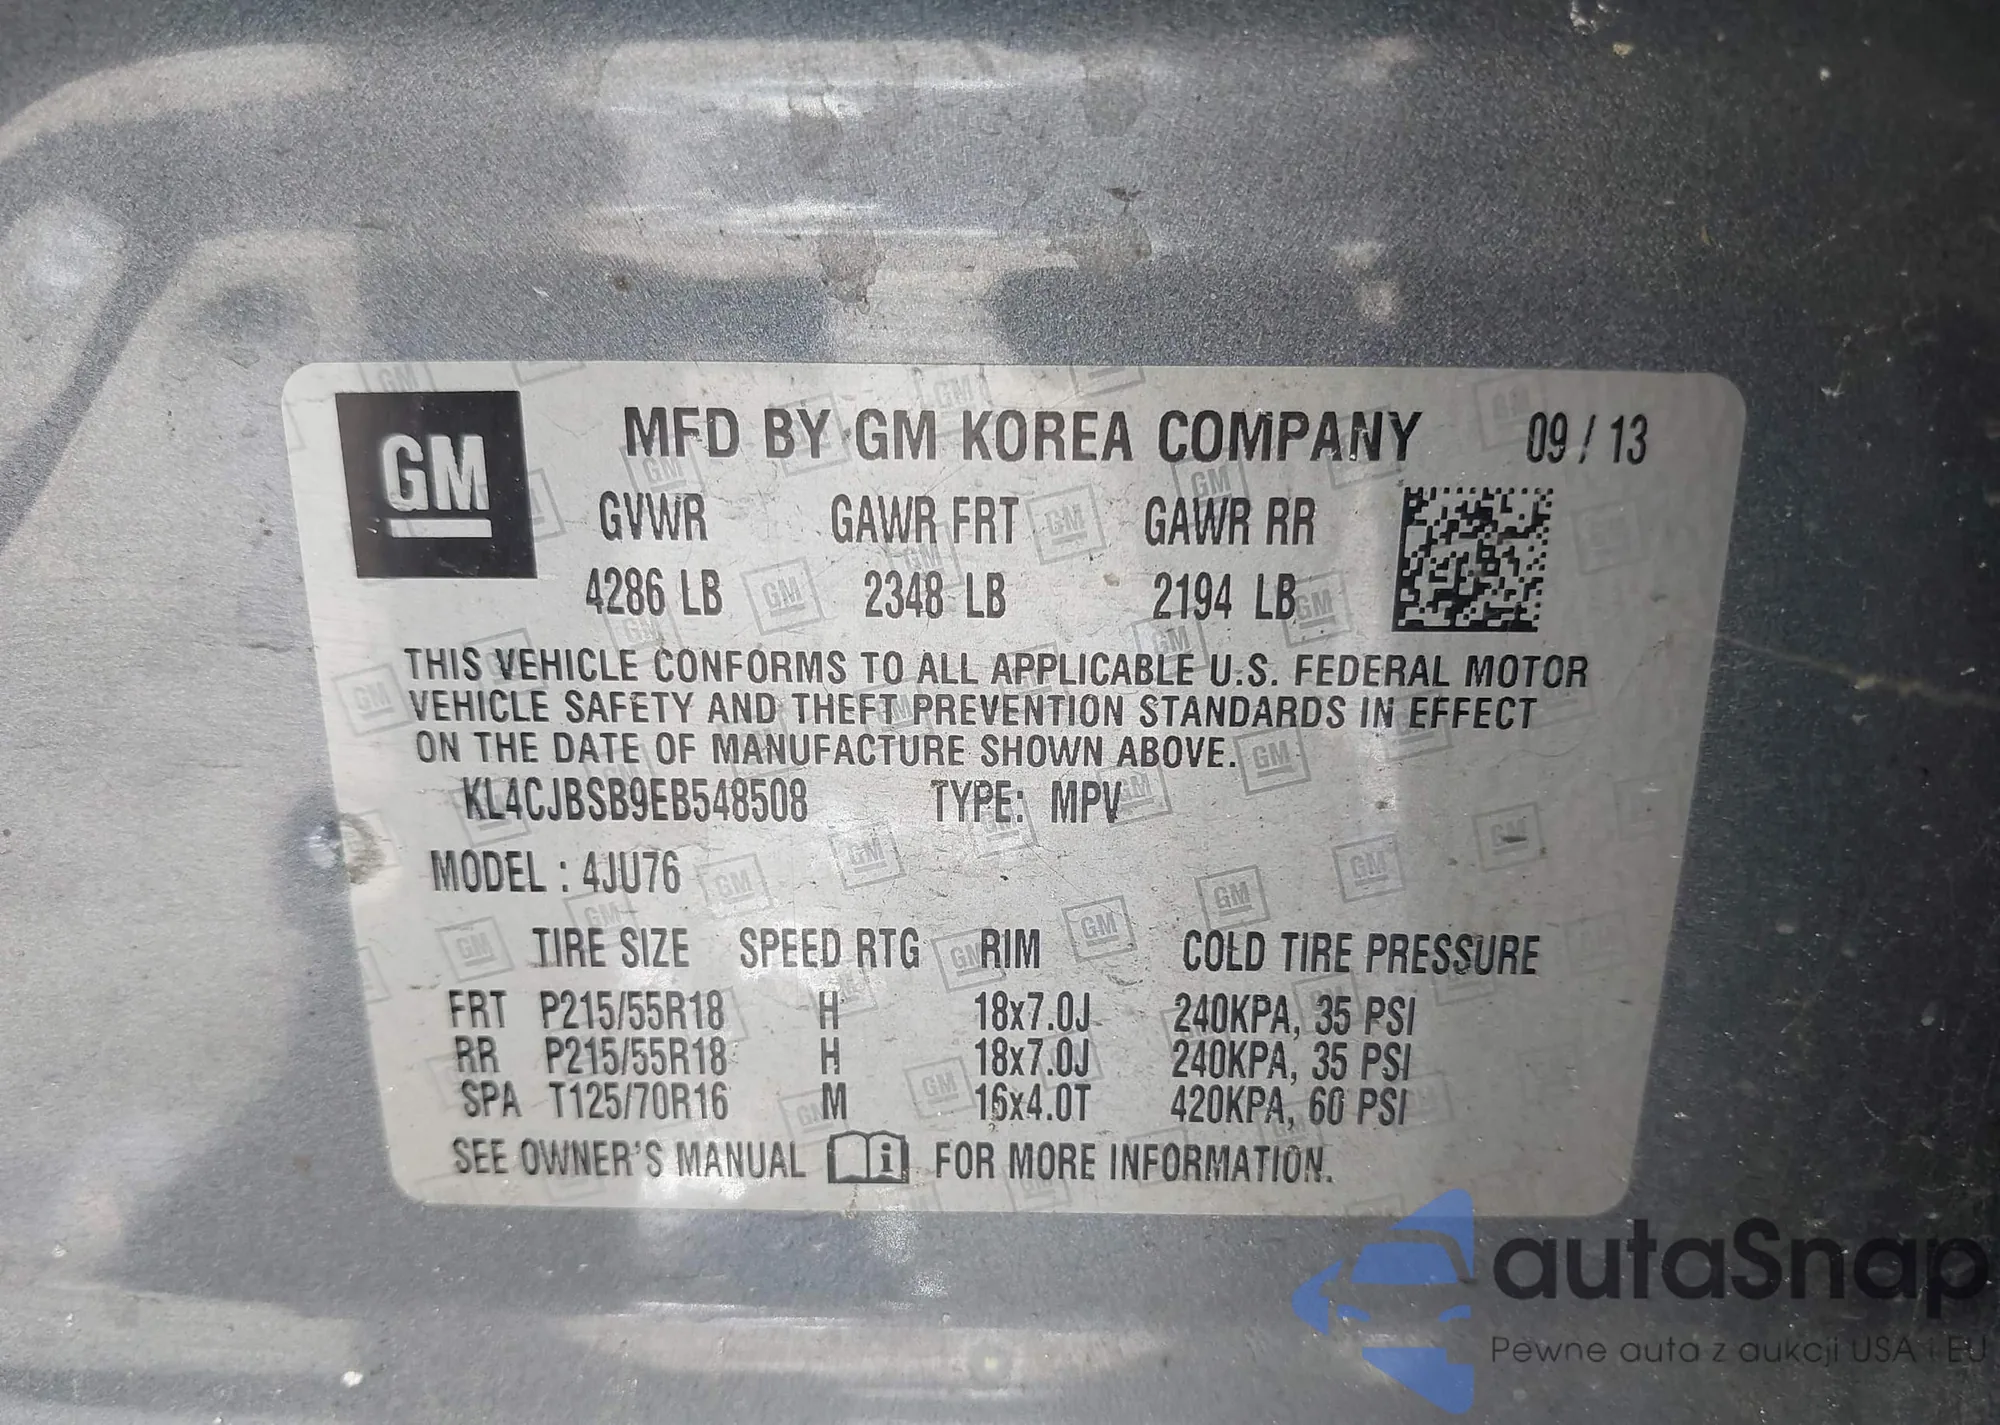 GM
MFD BY GM KOREA COMPANY 09 / 13
GVWR GAWR FRT GAWR RR
4286 LB 2348 LB 2194 LB
THIS VEHICLE CONFORMS TO ALL APPLICABLE U.S. FEDERAL MOTOR
VEHICLE SAFETY AND THEFT PREVENTION STANDARDS IN EFFECT
ON THE DATE OF MANUFACTURE SHOWN ABOVE.
KL4CJBSB9EB548508 TYPE: MPV
MODEL : 4JU76
TIRE SIZE SPEED RTG RIM COLD TIRE PRESSURE
FRT P215/55R18 H 18x7.0J 240KPA, 35 PSI
RR P215/55R18 H 18x7.0J 240KPA, 35 PSI
SPA T125/70R16 M 16x4.0T 420KPA, 60 PSI
SEE OWNER'S MANUAL i FOR MORE INFORMATION.
autaSnap
Pewne auta z aukcji USA i EU